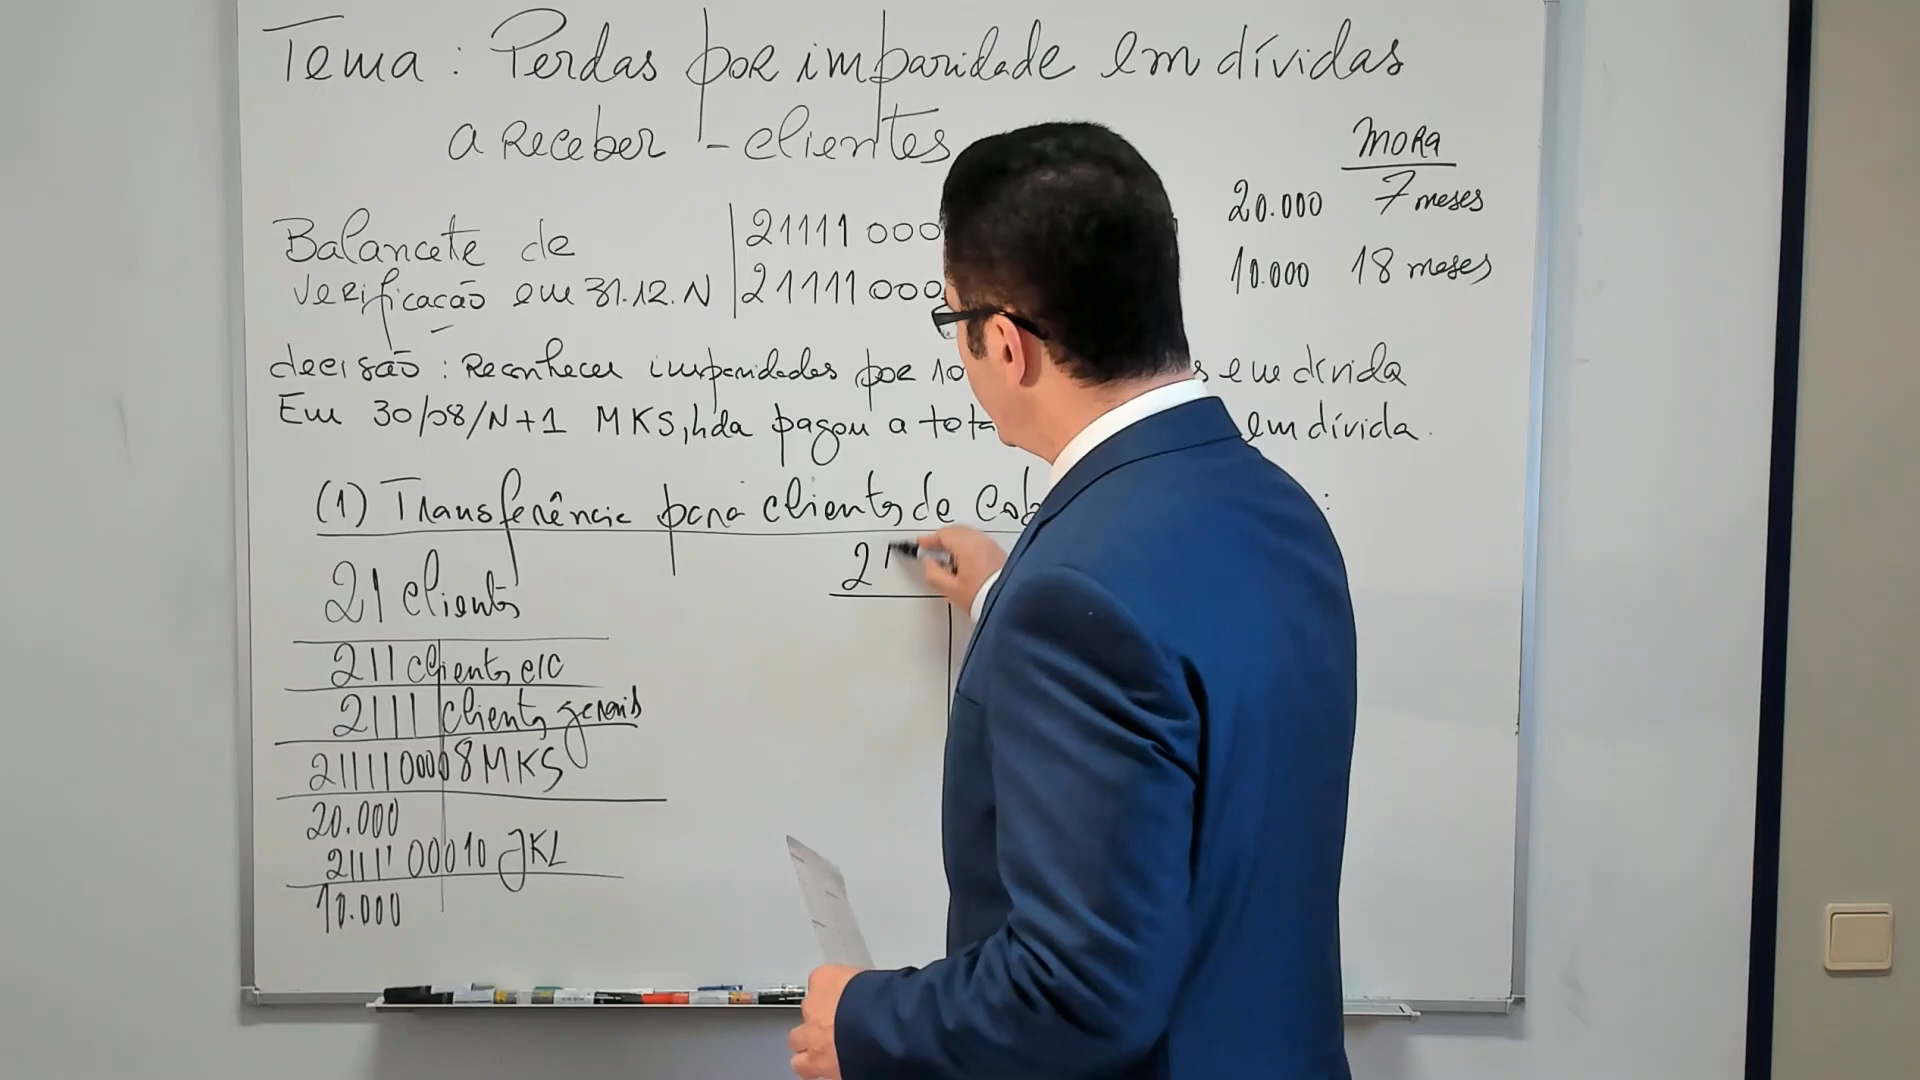 Tema : Perdas por imparidade em dívidas
a receber - clientes
Mora
Balancete de
verificação em 31.12.N
21111 000
21111 000
20.000 7 meses
10.000 18 meses
decisão : Reconhecer imparidades por 10 em dívida
Em 30/08/N+1 MKS, lda pagou a em dívida.
(1) Transferência para clientes de Cob :
21 clientes
21
211 clientes c/c
2111 clientes gerais
21111 00008 MKS
20.000
21111 00010 JKL
10.000